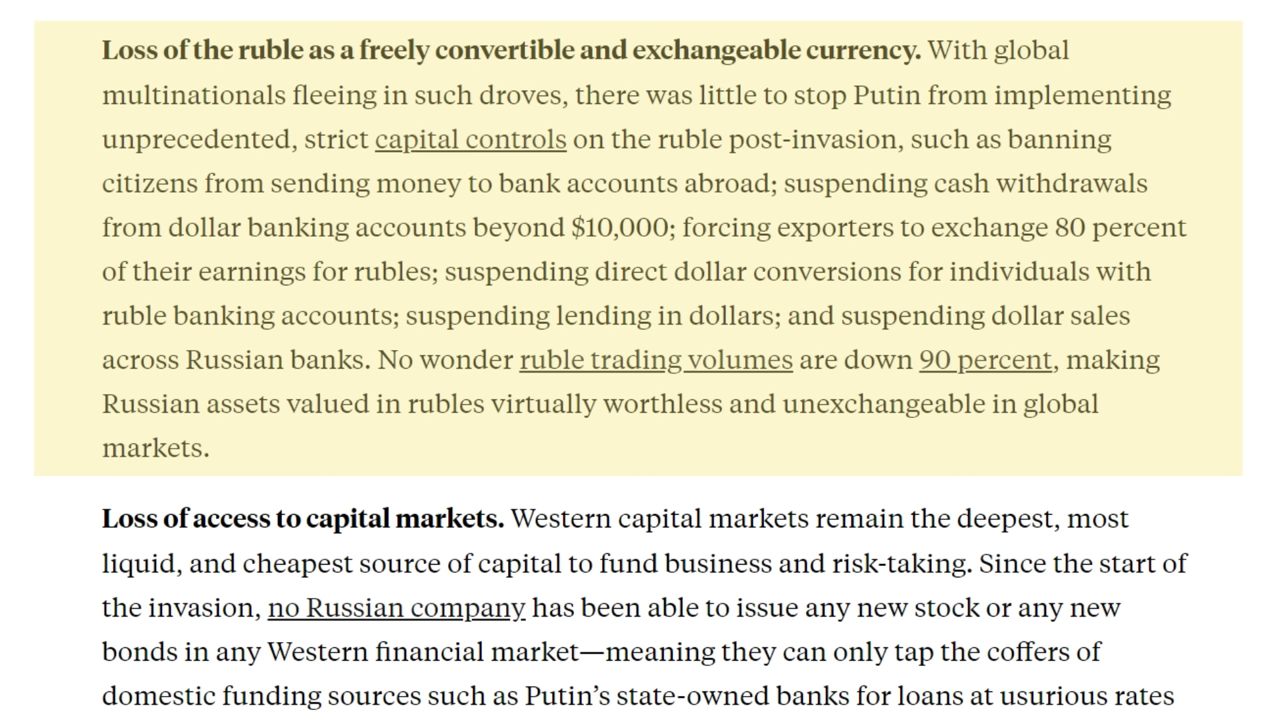 Loss of the ruble as a freely convertible and exchangeable currency. With global
multinationals fleeing in such droves, there was little to stop Putin from implementing
unprecedented, strict capital controls on the ruble post-invasion, such as banning
citizens from sending money to bank accounts abroad; suspending cash withdrawals
from dollar banking accounts beyond $10,000; forcing exporters to exchange 80 percent
of their earnings for rubles; suspending direct dollar conversions for individuals with
ruble banking accounts; suspending lending in dollars; and suspending dollar sales
across Russian banks. No wonder ruble trading volumes are down 90 percent, making
Russian assets valued in rubles virtually worthless and unexchangeable in global
markets.
Loss of access to capital markets. Western capital markets remain the deepest, most
liquid, and cheapest source of capital to fund business and risk-taking. Since the start of
the invasion, no Russian company has been able to issue any new stock or any new
bonds in any Western financial market—meaning they can only tap the coffers of
domestic funding sources such as Putin’s state-owned banks for loans at usurious rates